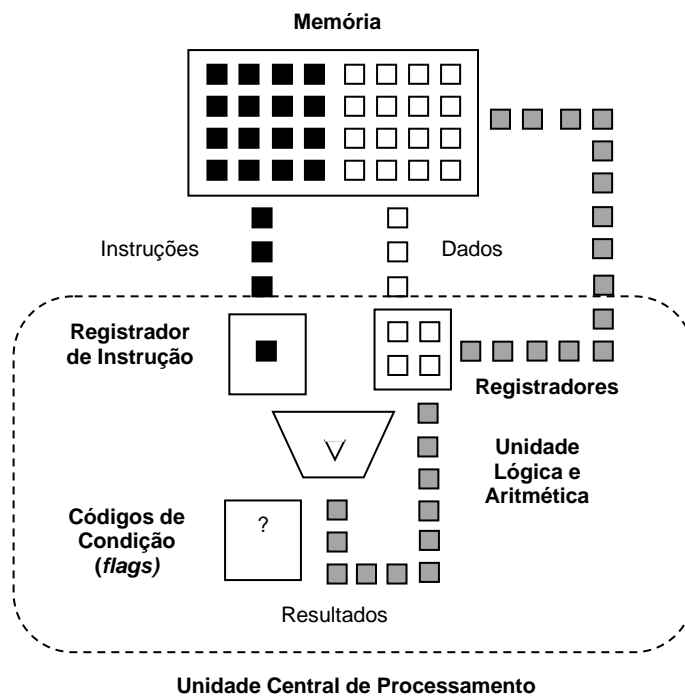 Memória
Instruções
Dados
Registrador
de Instrução
Registradores
Unidade
Lógica e
Aritmética
Códigos de
Condição
(flags)
?
Resultados
Unidade Central de Processamento